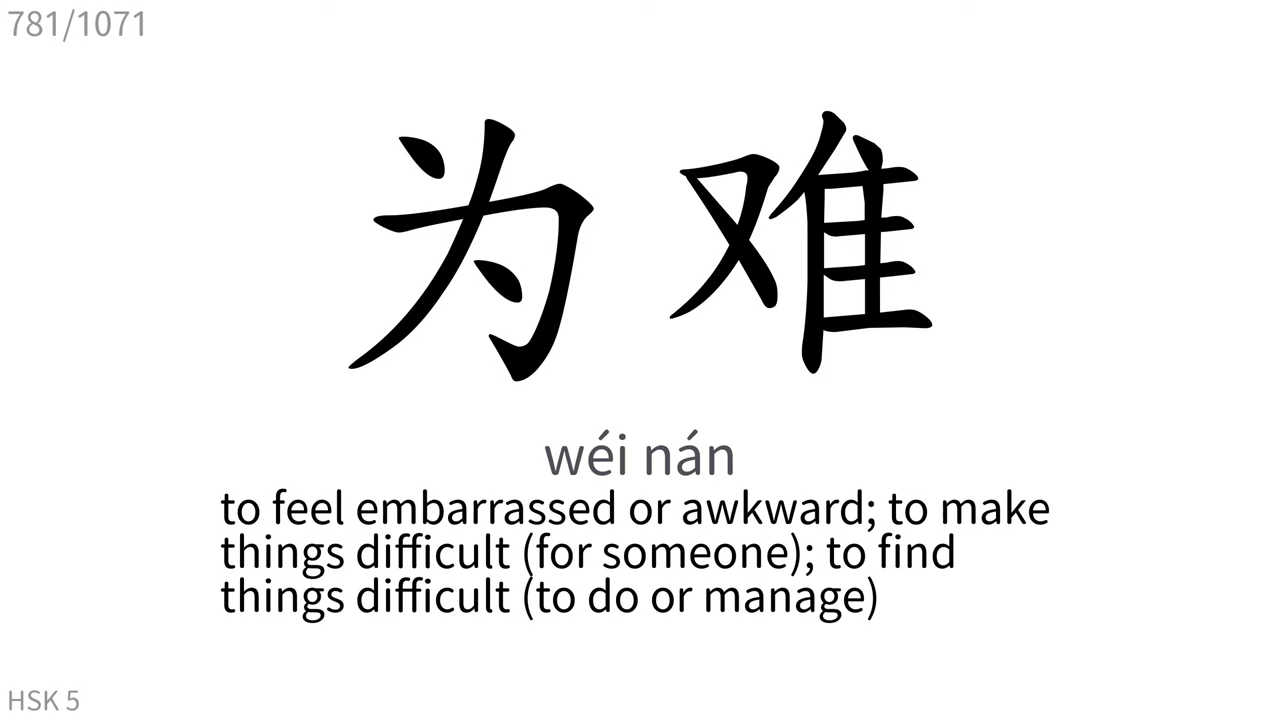 781/1071
为难
wéi nán
to feel embarrassed or awkward; to make
things difficult (for someone); to find
things difficult (to do or manage)
HSK 5